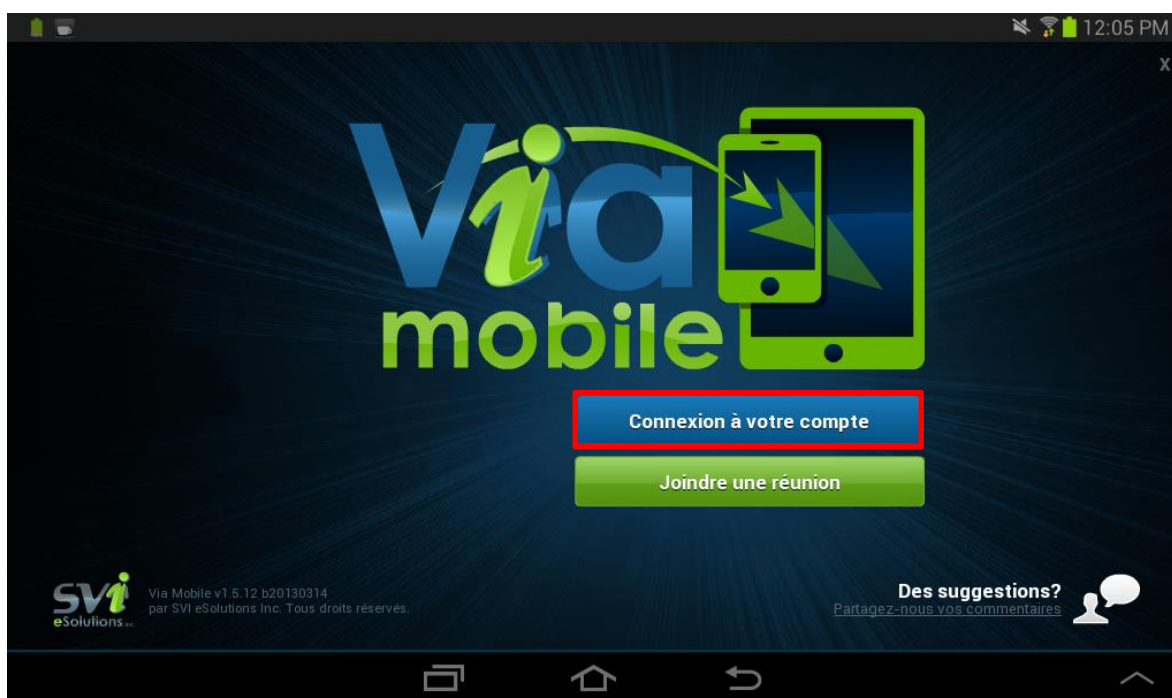 12:05 PM
X
Via
mobile
Connexion à votre compte
Joindre une réunion
SVi
eSolutions inc.
Via Mobile v1.5.12 b20130314
par SVI eSolutions Inc. Tous droits réservés.
Des suggestions?
Partagez-nous vos commentaires